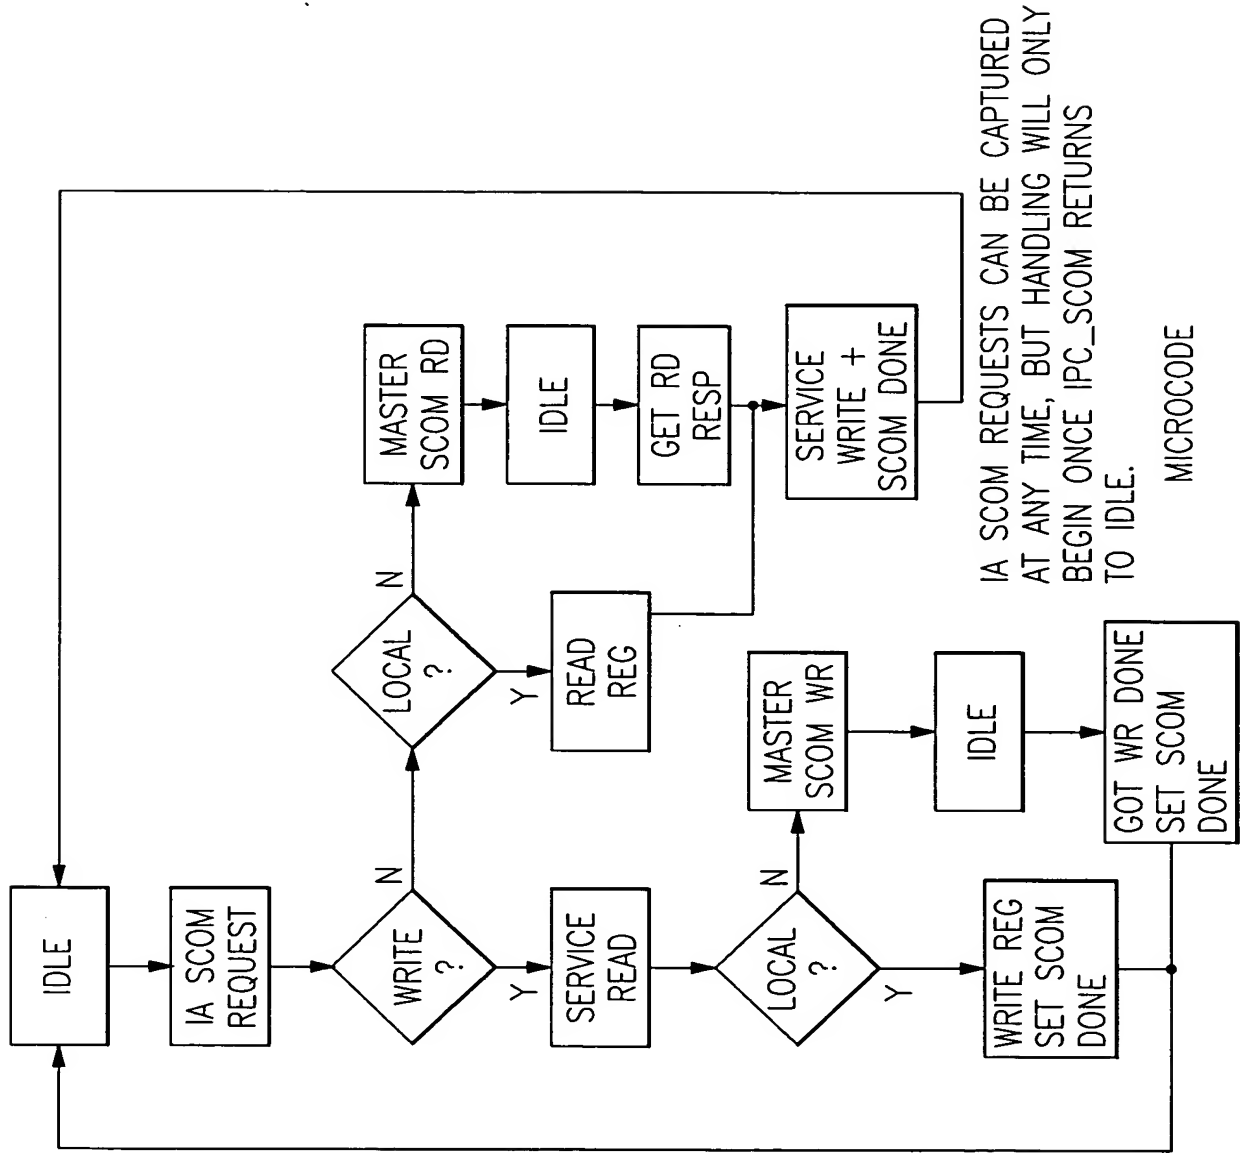 IDLE
IA SCOM
REQUEST
WRITE
?
N
Y
LOCAL
?
N
Y
MASTER
SCOM RD
IDLE
GET RD
RESP
READ
REG
SERVICE
WRITE +
SCOM DONE
SERVICE
READ
LOCAL
?
N
Y
MASTER
SCOM WR
IDLE
GOT WR DONE
SET SCOM
DONE
WRITE REG
SET SCOM
DONE
IA SCOM REQUESTS CAN BE CAPTURED
AT ANY TIME, BUT HANDLING WILL ONLY
BEGIN ONCE IPC_SCOM RETURNS
TO IDLE.
MICROCODE